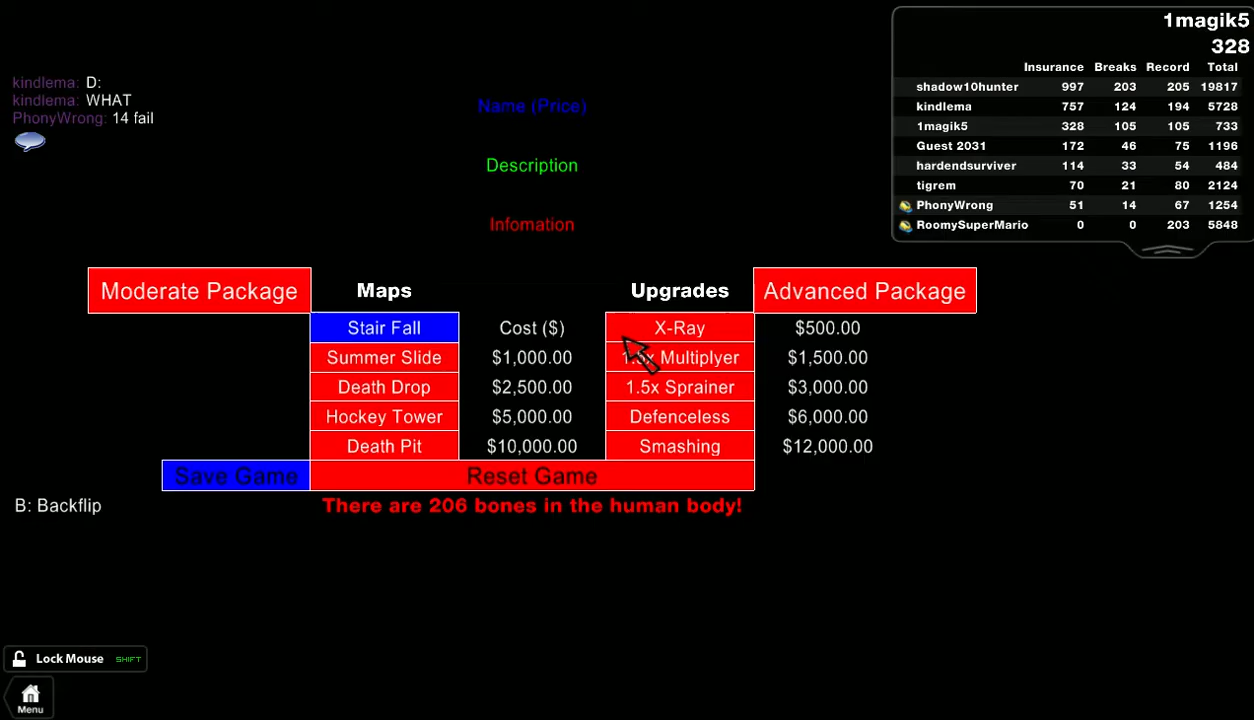 1magik5
328
Insurance Breaks Record Total
shadow10hunter 997 203 205 19817
kindlema 757 124 194 5728
1magik5 328 105 105 733
Guest 2031 172 46 75 1196
hardendsurviver 114 33 54 484
tigrem 70 21 80 2124
PhonyWrong 51 14 67 1254
RoomySuperMario 0 0 203 5848
kindlema: D:
kindlema: WHAT
PhonyWrong: 14 fail
Name (Price)
Description
Infomation
Moderate Package Maps Upgrades Advanced Package
Stair Fall Cost ($) X-Ray $500.00
Summer Slide $1,000.00 Multiplyer $1,500.00
Death Drop $2,500.00 1.5x Sprainer $3,000.00
Hockey Tower $5,000.00 Defenceless $6,000.00
Death Pit $10,000.00 Smashing $12,000.00
Save Game Reset Game
B: Backflip There are 206 bones in the human body!
Lock Mouse SHIFT
Menu